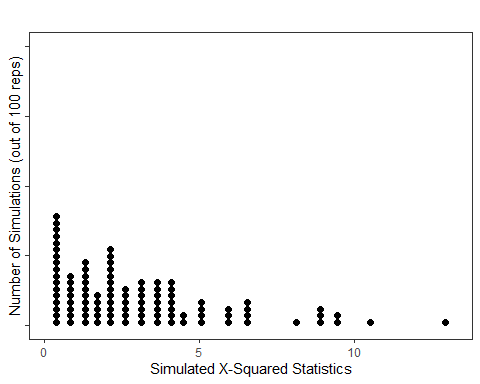 Number of Simulations (out of 100 reps)
0 5 10
Simulated X-Squared Statistics